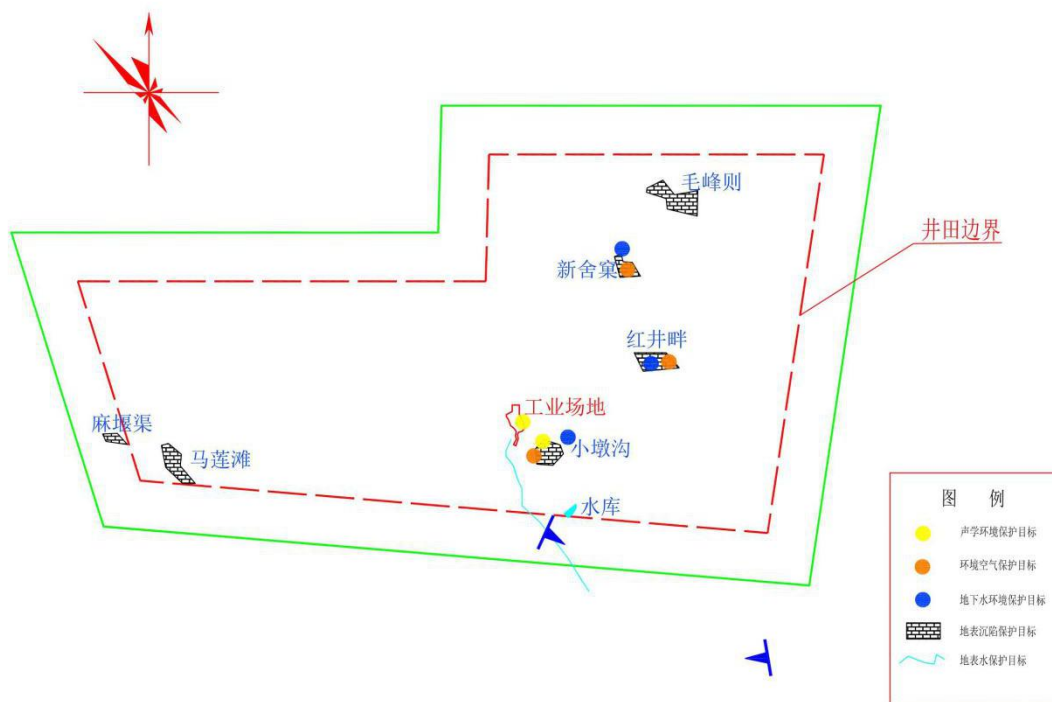 毛峰则
井田边界
新舍窠
红井畔
工业场地
麻堰渠
小墩沟
马莲滩
水库
图 例
声学环境保护目标
环境空气保护目标
地下水环境保护目标
地表沉陷保护目标
地表水保护目标